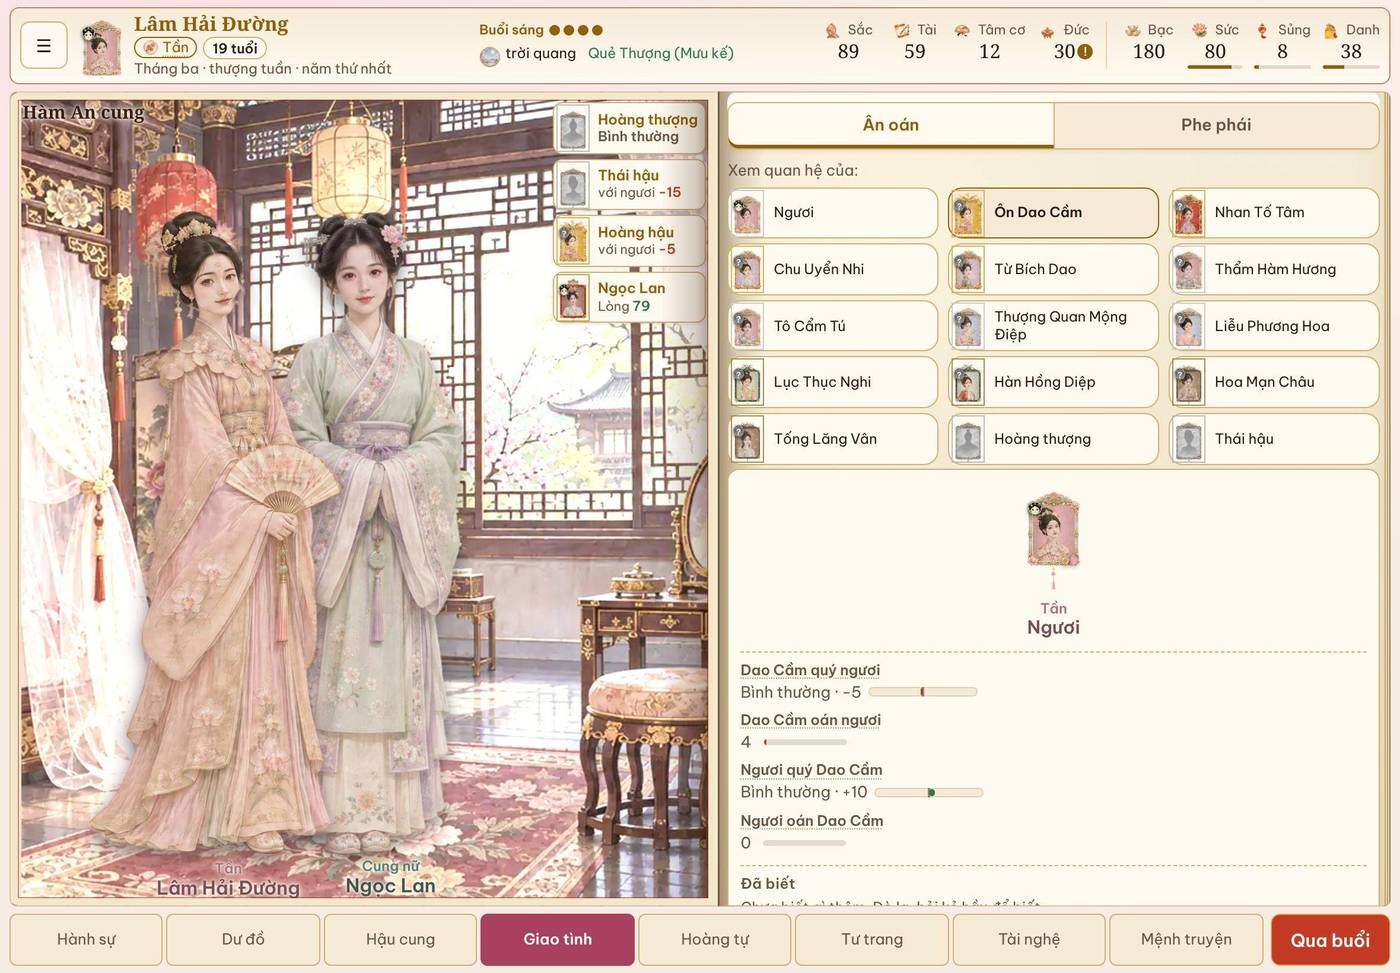 Lâm Hải Đường
Tần
19 tuổi
Tháng ba · thượng tuần · năm thứ nhất
Buổi sáng
trời quang
Quẻ Thượng (Mưu kế)
Sắc
89
Tài
59
Tâm cơ
12
Đức
30
Bạc
180
Sức
80
Sủng
8
Danh
38
Hàm An cung
Hoàng thượng
Bình thường
Thái hậu
với ngươi -15
Hoàng hậu
với ngươi -5
Ngọc Lan
Lòng 79
Tần
Lâm Hải Đường
Cung nữ
Ngọc Lan
Ân oán
Phe phái
Xem quan hệ của:
Ngươi
Ôn Dao Cầm
Nhan Tố Tâm
Chu Uyển Nhi
Từ Bích Dao
Thẩm Hàm Hương
Tô Cẩm Tú
Thượng Quan Mộng
Điệp
Liễu Phương Hoa
Lục Thục Nghi
Hàn Hồng Diệp
Hoa Mạn Châu
Tống Lăng Vân
Hoàng thượng
Thái hậu
Tần
Ngươi
Dao Cầm quý ngươi
Bình thường · -5
Dao Cầm oán ngươi
4
Ngươi quý Dao Cầm
Bình thường · +10
Ngươi oán Dao Cầm
0
Đã biết
Hành sự
Dư đồ
Hậu cung
Giao tình
Hoàng tự
Tư trang
Tài nghệ
Mệnh truyện
Qua buổi